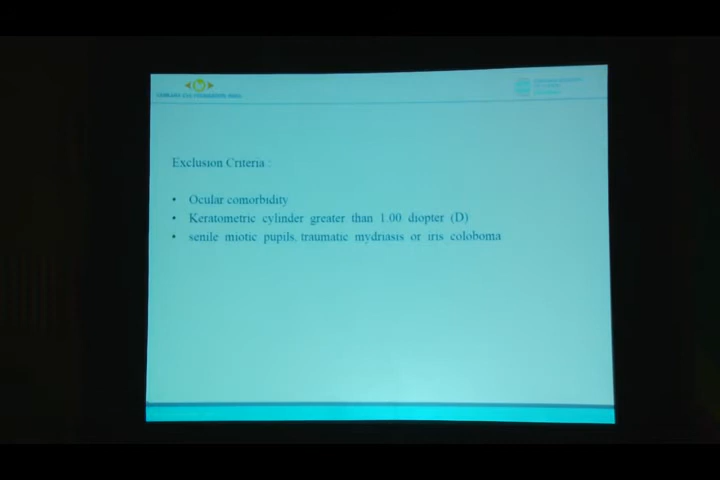 Exclusion Criteria :
• Ocular comorbidity
• Keratometric cylinder greater than 1.00 diopter (D)
• senile miotic pupils, traumatic mydriasis or iris coloboma